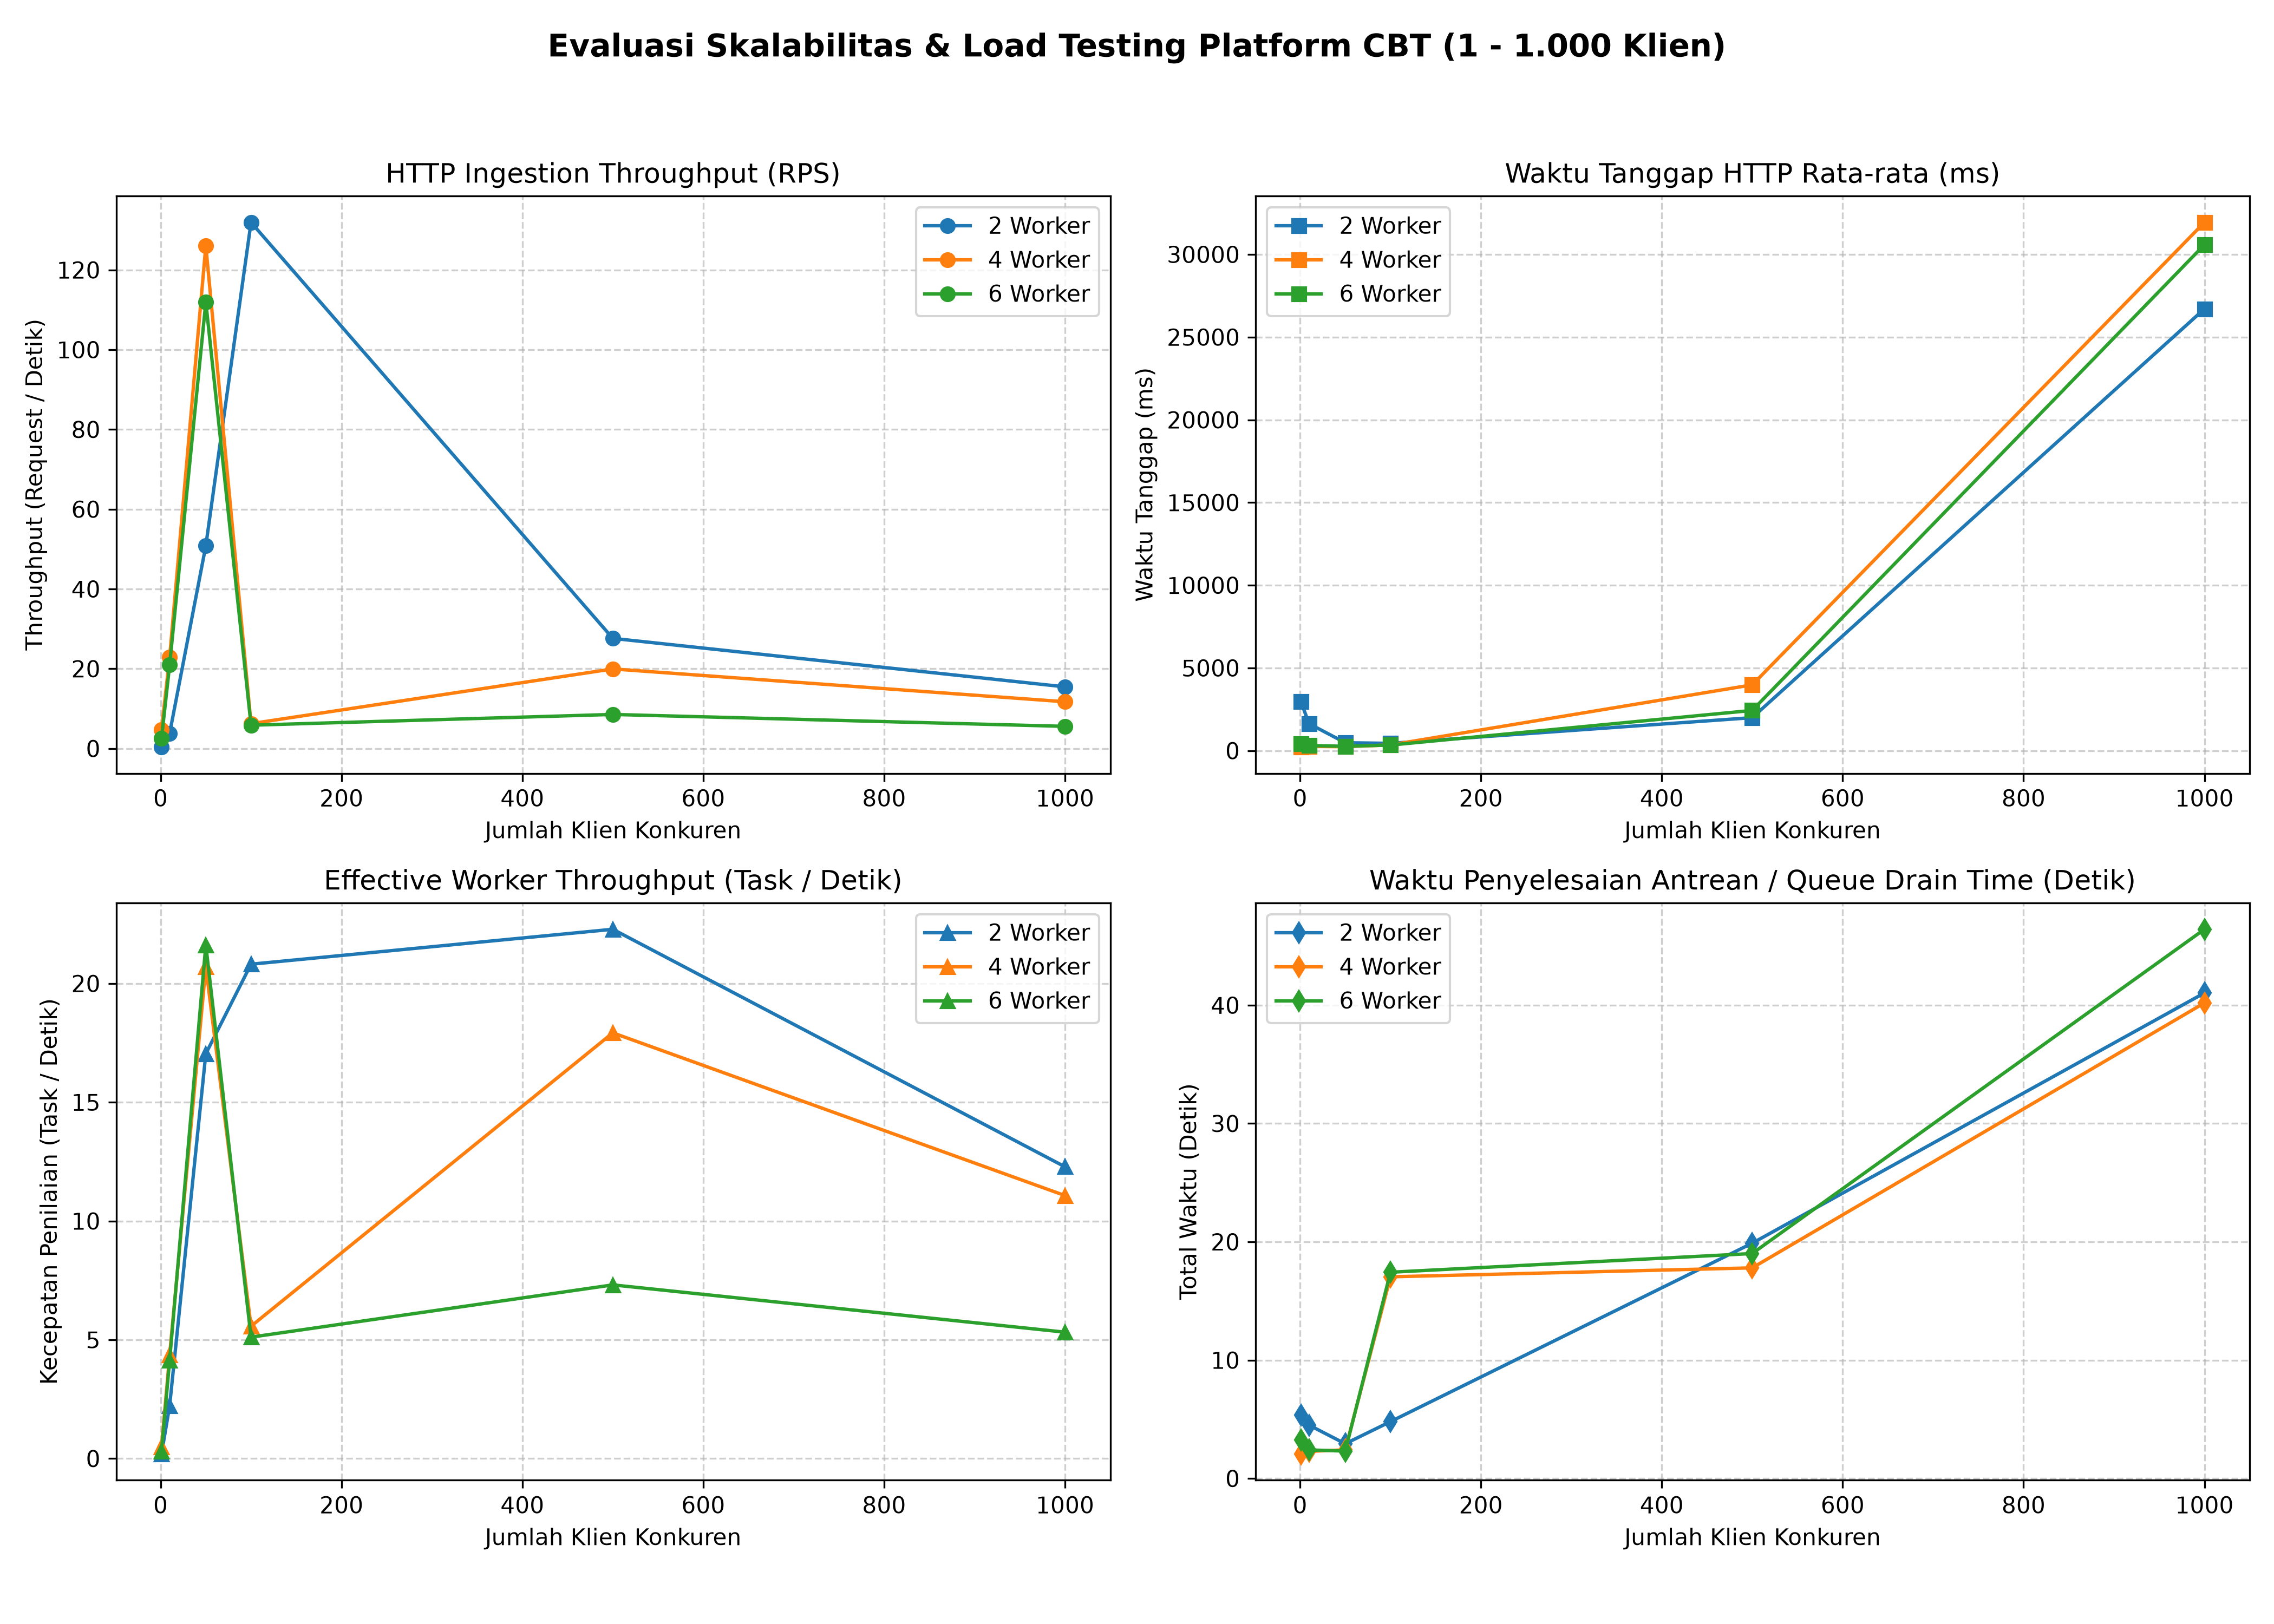 Evaluasi Skalabilitas & Load Testing Platform CBT (1 - 1.000 Klien)
HTTP Ingestion Throughput (RPS)
Throughput (Request / Detik)
120
100
80
60
40
20
0
2 Worker
4 Worker
6 Worker
0 200 400 600 800 1000
Jumlah Klien Konkuren
Waktu Tanggap HTTP Rata-rata (ms)
Waktu Tanggap (ms)
30000
25000
20000
15000
10000
5000
0
2 Worker
4 Worker
6 Worker
0 200 400 600 800 1000
Jumlah Klien Konkuren
Effective Worker Throughput (Task / Detik)
Kecepatan Penilaian (Task / Detik)
20
15
10
5
0
2 Worker
4 Worker
6 Worker
0 200 400 600 800 1000
Jumlah Klien Konkuren
Waktu Penyelesaian Antrean / Queue Drain Time (Detik)
Total Waktu (Detik)
40
30
20
10
0
2 Worker
4 Worker
6 Worker
0 200 400 600 800 1000
Jumlah Klien Konkuren